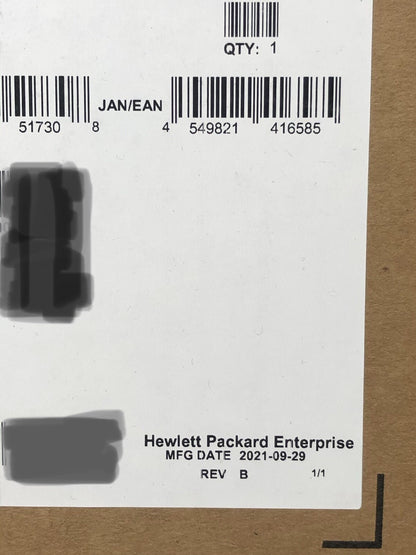 QTY: 1
JAN/EAN
51730 8 4 549821 416585
Hewlett Packard Enterprise
MFG DATE 2021-09-29
REV B 1/1